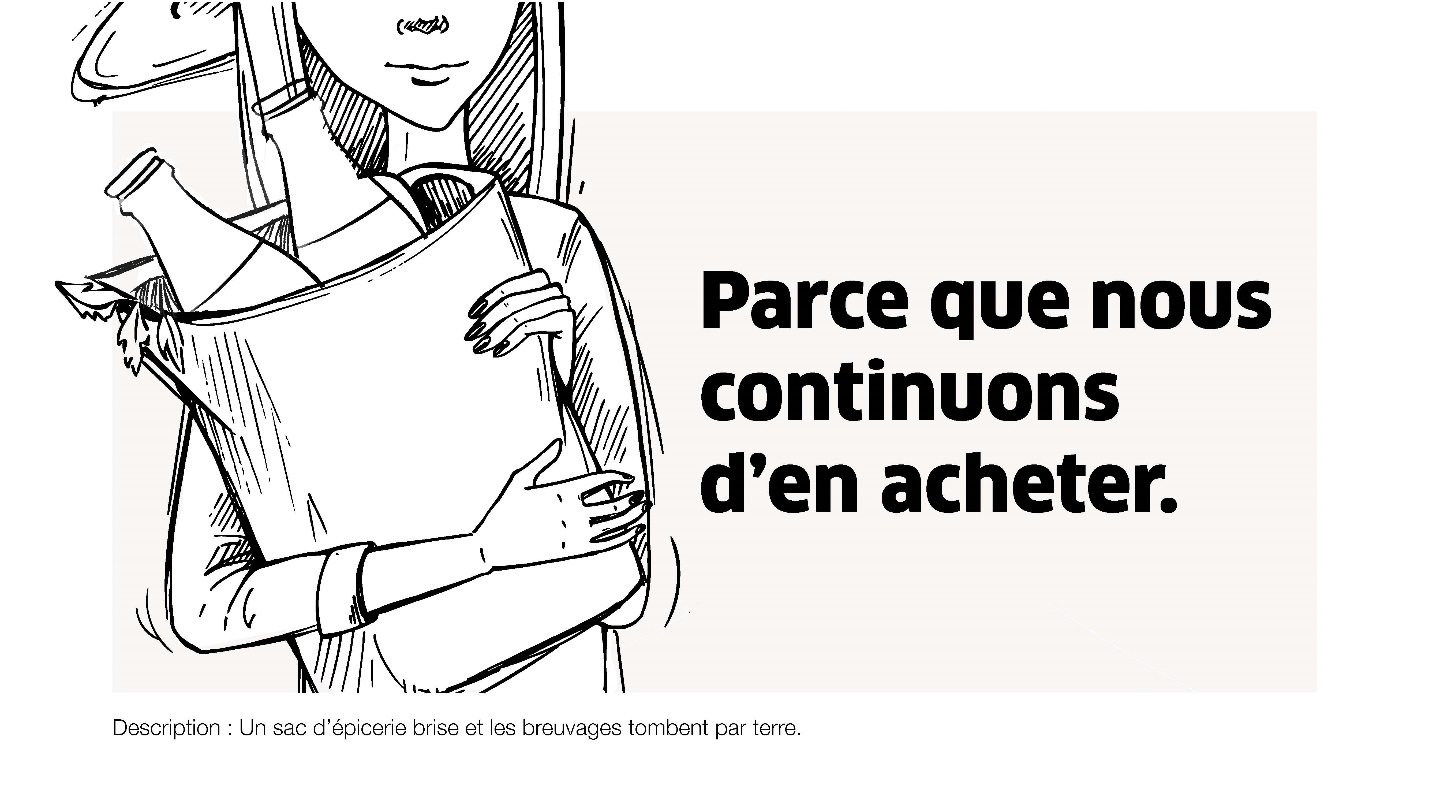 Parce que nous
continuons
d’en acheter.
Description : Un sac d’épicerie brise et les breuvages tombent par terre.